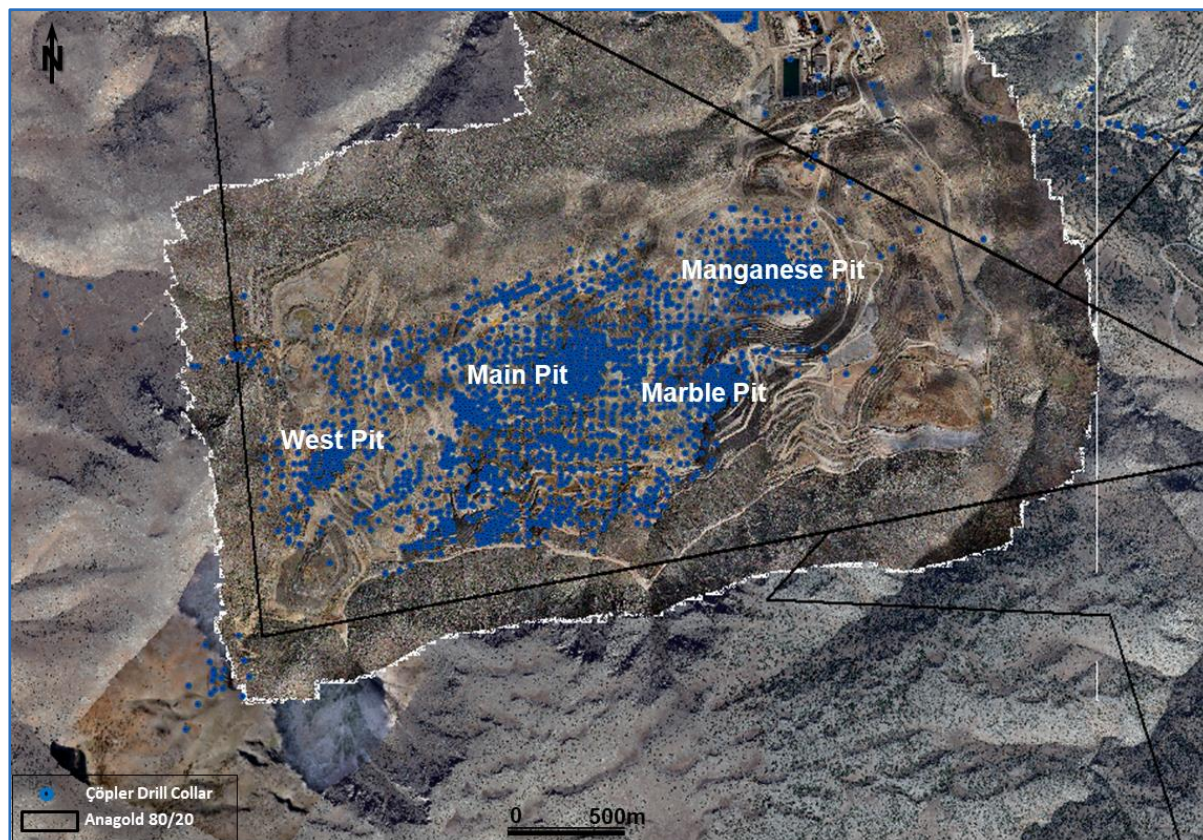 N
Manganese Pit
Main Pit
Marble Pit
West Pit
Çöpler Drill Collar
Anagold 80/20
0 500m